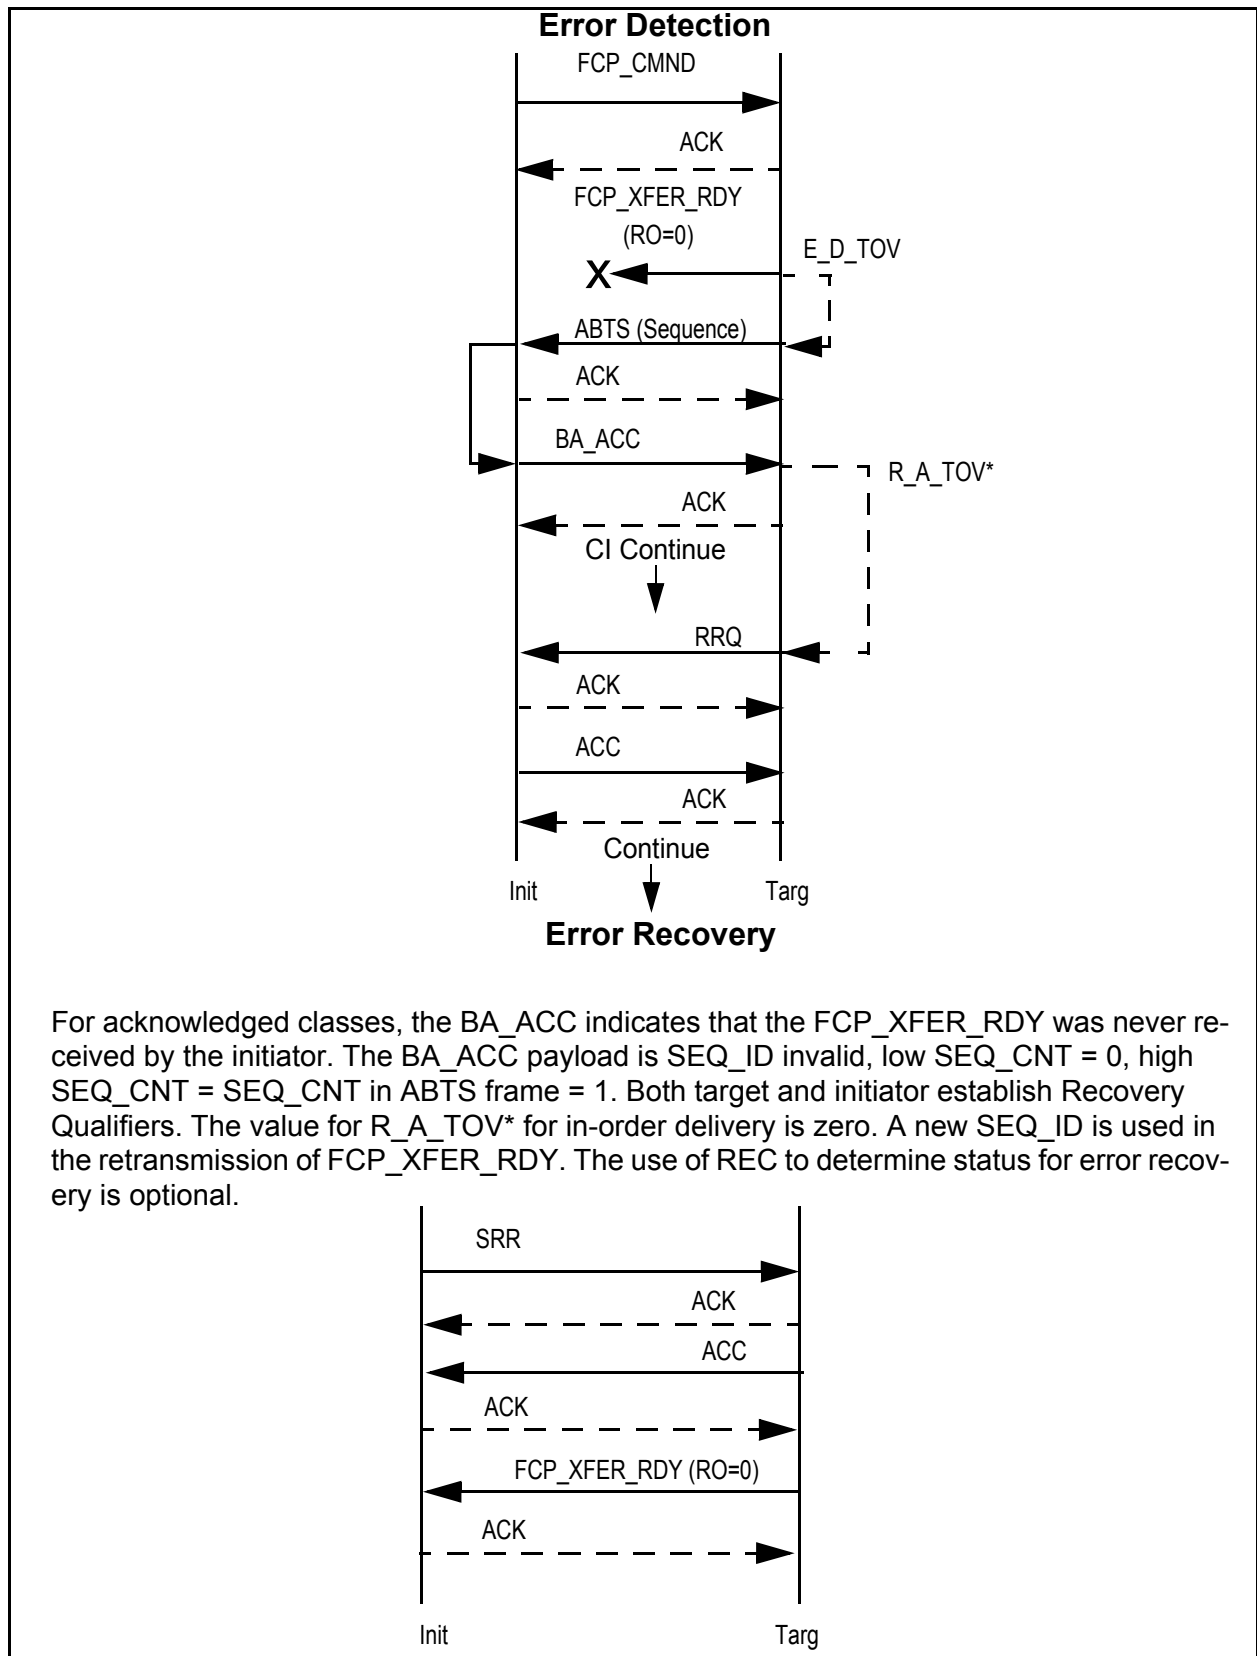 Error Detection
FCP_CMND
ACK
FCP_XFER_RDY
(RO=0)
E_D_TOV
X
ABTS (Sequence)
ACK
BA_ACC
R_A_TOV*
ACK
CI Continue
RRQ
ACK
ACC
ACK
Continue
Init
Targ
Error Recovery
For acknowledged classes, the BA_ACC indicates that the FCP_XFER_RDY was never re-
ceived by the initiator. The BA_ACC payload is SEQ_ID invalid, low SEQ_CNT = 0, high
SEQ_CNT = SEQ_CNT in ABTS frame = 1. Both target and initiator establish Recovery
Qualifiers. The value for R_A_TOV* for in-order delivery is zero. A new SEQ_ID is used in
the retransmission of FCP_XFER_RDY. The use of REC to determine status for error recov-
ery is optional.
SRR
ACK
ACC
ACK
FCP_XFER_RDY (RO=0)
ACK
Init
Targ